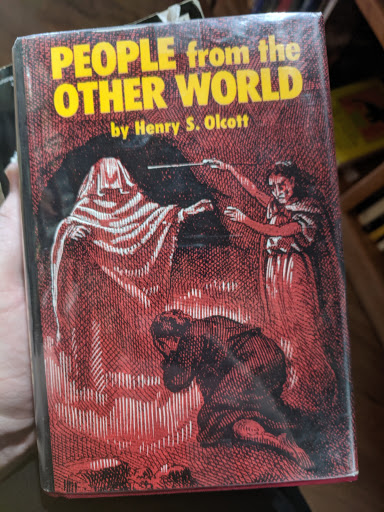 PEOPLE from the
OTHER WORLD
by Henry S. Olcott